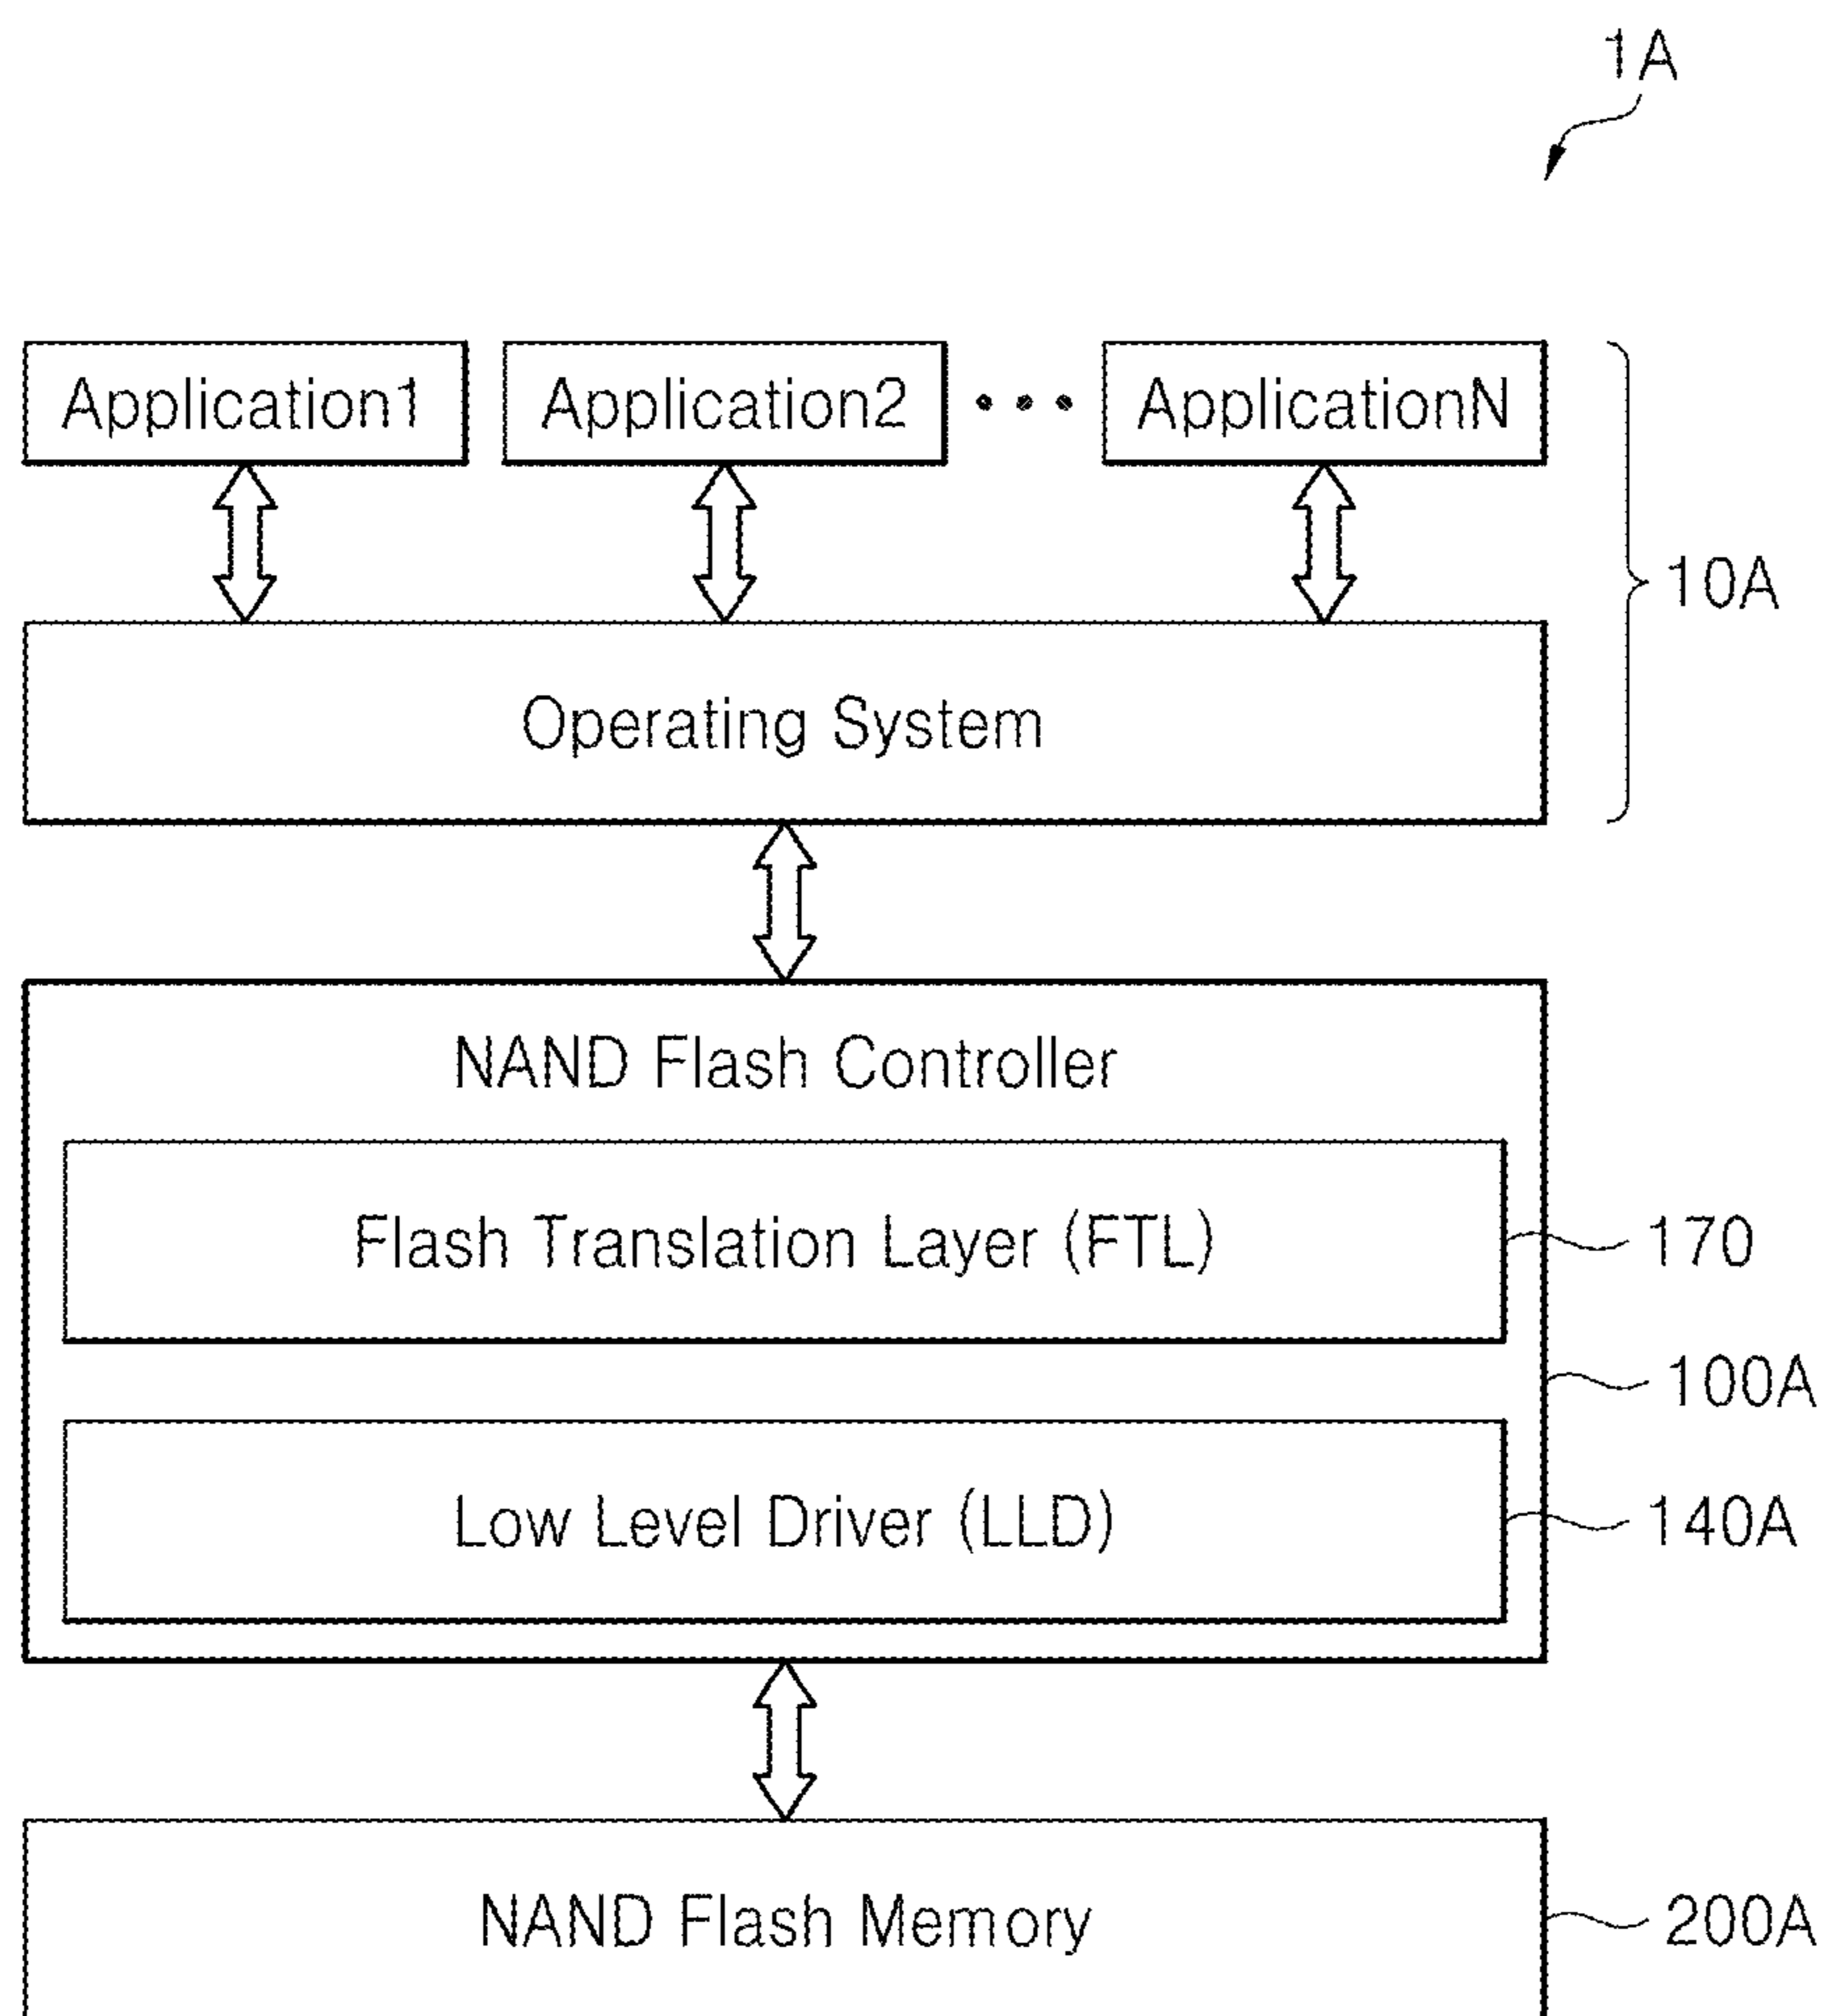 1A
Application1 Application2 • • • ApplicationN
10A
Operating System
NAND Flash Controller
Flash Translation Layer (FTL) 170
100A
Low Level Driver (LLD) 140A
NAND Flash Memory 200A